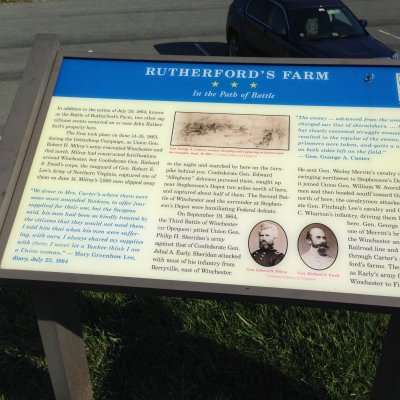 RUTHERFORD'S FARM
In the Path of Battle
In addition to the action of July 20, 1864, known
as the Battle of Rutherford's Farm, two other sig-
nificant events occurred on or near John Ruther-
ford's property here.
The first took place on June 14–15, 1863,
during the Gettysburg Campaign, as Union Gen.
Robert H. Milroy's army evacuated Winchester and
fled north. Milroy had constructed fortifications
around Winchester, but Confederate Gen. Richard
S. Ewell's corps, the vanguard of Gen. Robert E.
Lee's Army of Northern Virginia, captured one of
them on June 14. Milroy's men slipped away
"We drove to Mrs. Carter's where there were
some more wounded Yankees, to offer our
supplies for their use, but the Surgeon
said, his men had been so kindly treated by
the citizens that they would not need them.
I told him that when his men were suffer-
ing, with ours, I always shared my supplies
with them; I never let a Yankee think I am
a Union woman." — Mary Greenhow Lee,
diary, July 23, 1864
in the night and marched by here on the turn-
pike behind you. Confederate Gen. Edward
"Allegheny" Johnson pursued them, caught up
near Stephenson's Depot two miles north of here,
and captured about half of them. The Second Bat-
tle of Winchester and the surrender at Stephen-
son's Depot were humiliating Federal defeats.
On September 19, 1864,
the Third Battle of Winchester
(or Opequon) pitted Union Gen.
Philip H. Sheridan's army
against that of Confederate Gen.
Jubal A. Early. Sheridan attacked
with most of his infantry from
Berryville, east of Winchester.
Gen. Robert H. Milroy
Gen. Richard S. Ewell
"The enemy ... advanced from the woo
charged our line of skirmishers. ...
but closely contested struggle ensued
resulted in the repulse of the enemy
prisoners were taken, and quite a n
on both sides left on the field."
— Gen. George A. Custer
He sent Gen. Wesley Merritt's cavalry
swinging northwest to Stephenson's De
it joined Union Gen. William W. Averel
men and then headed south toward th
north of here, the cavalrymen, attacke
ate Gen. Fitzhugh Lee's cavalry and G
C. Wharton's infantry, driving them
here, Gen. George
one of Merritt's bri
the Winchester an
Railroad line and
through Carter's
ford's farms. The
as Early's army f
Winchester to Fi